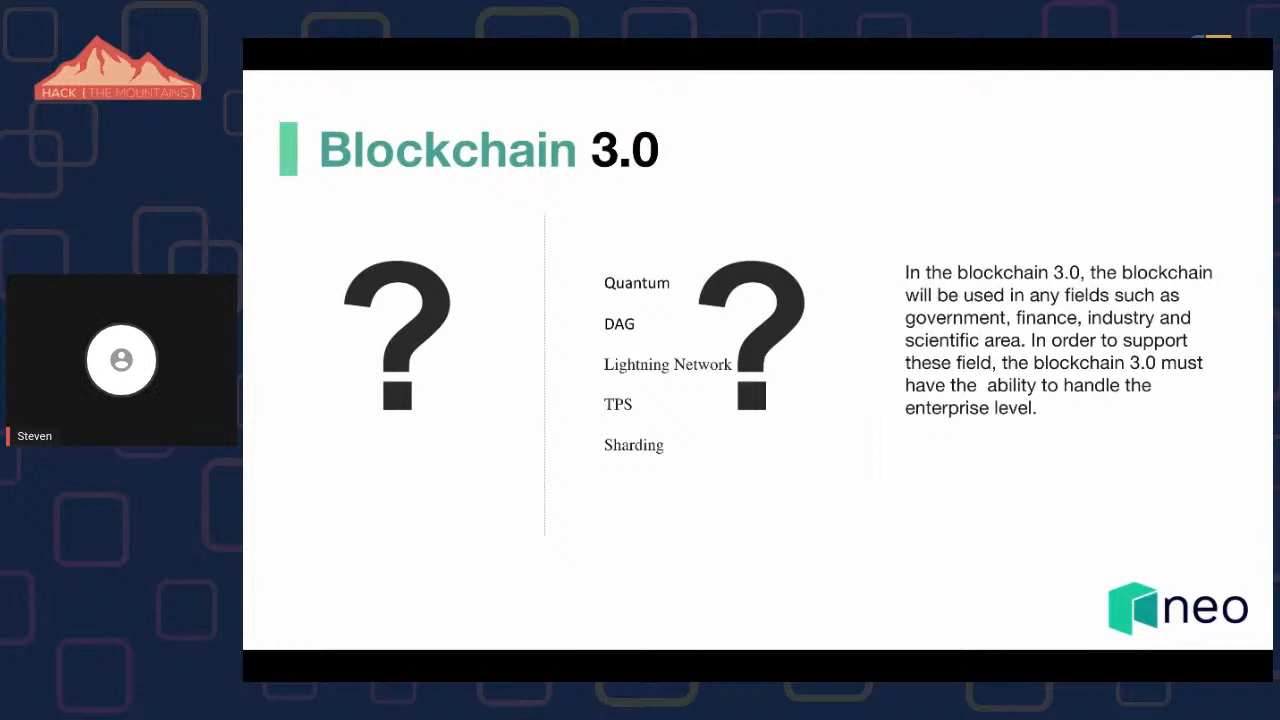 HACK {THE MOUNTAINS}
Blockchain 3.0
?
?
Quantum
DAG
Lightning Network
TPS
Sharding
In the blockchain 3.0, the blockchain
will be used in any fields such as
government, finance, industry and
scientific area. In order to support
these field, the blockchain 3.0 must
have the  ability to handle the
enterprise level.
Steven
neo